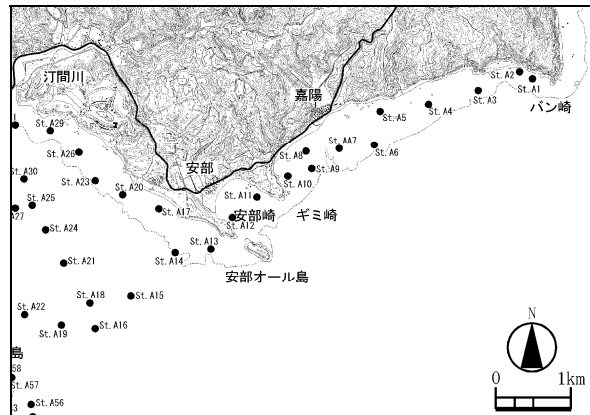 汀間川
嘉陽
St.A2
St.A1
St.A3
バン崎
St.A4
St.A5
St.A29
St.A26
安部
St.A8
AA7
St.A6
St.A9
St.A30
St.A23
St.A10
St.A20
St.A11
St.A25
St.A17
安部崎
ギミ崎
A27
St.A12
St.A24
St.A13
St.A14
St.A21
安部オール島
St.A15
St.A18
St.A22
St.A19
St.A16
N
島
58
St.A57
0
1km
St.A56
3